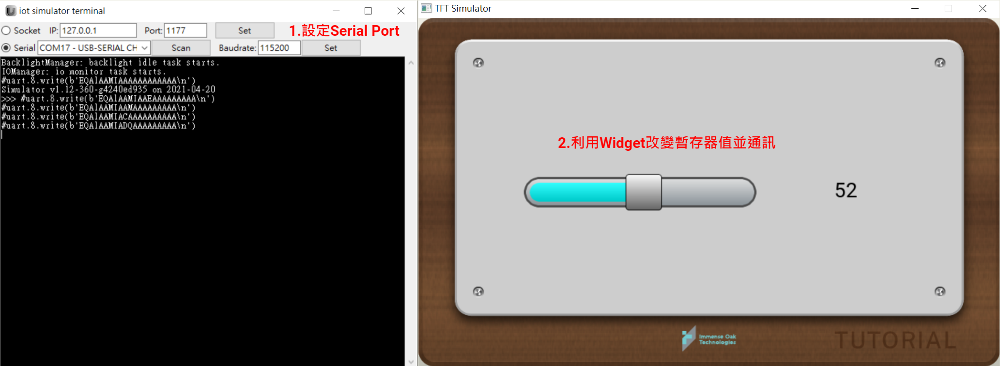 iot simulator terminal
Socket IP: 127.0.0.1 Port: 1177 Set
1.設定Serial Port
Serial COM17 - USB-SERIAL CH Scan Baudrate: 115200 Set
BacklightManager: backlight idle task starts.
IOManager: io monitor task starts.
#uart.8.write(b'EQAlAAMIAAAAAAAAAAAA\n')
Simulator v1.12-360-g4240ed935 on 2021-04-20
>>> #uart.8.write(b'EQAlAAMIAAEAAAAAAAAA\n')
#uart.8.write(b'EQAlAAMIAAMAAAAAAAAA\n')
#uart.8.write(b'EQAlAAMIACAAAAAAAAAA\n')
#uart.8.write(b'EQAlAAMIADQAAAAAAAAA\n')
TFT Simulator
2.利用Widget改變暫存器值並通訊
52
Immense Oak
Technologies
TUTORIAL